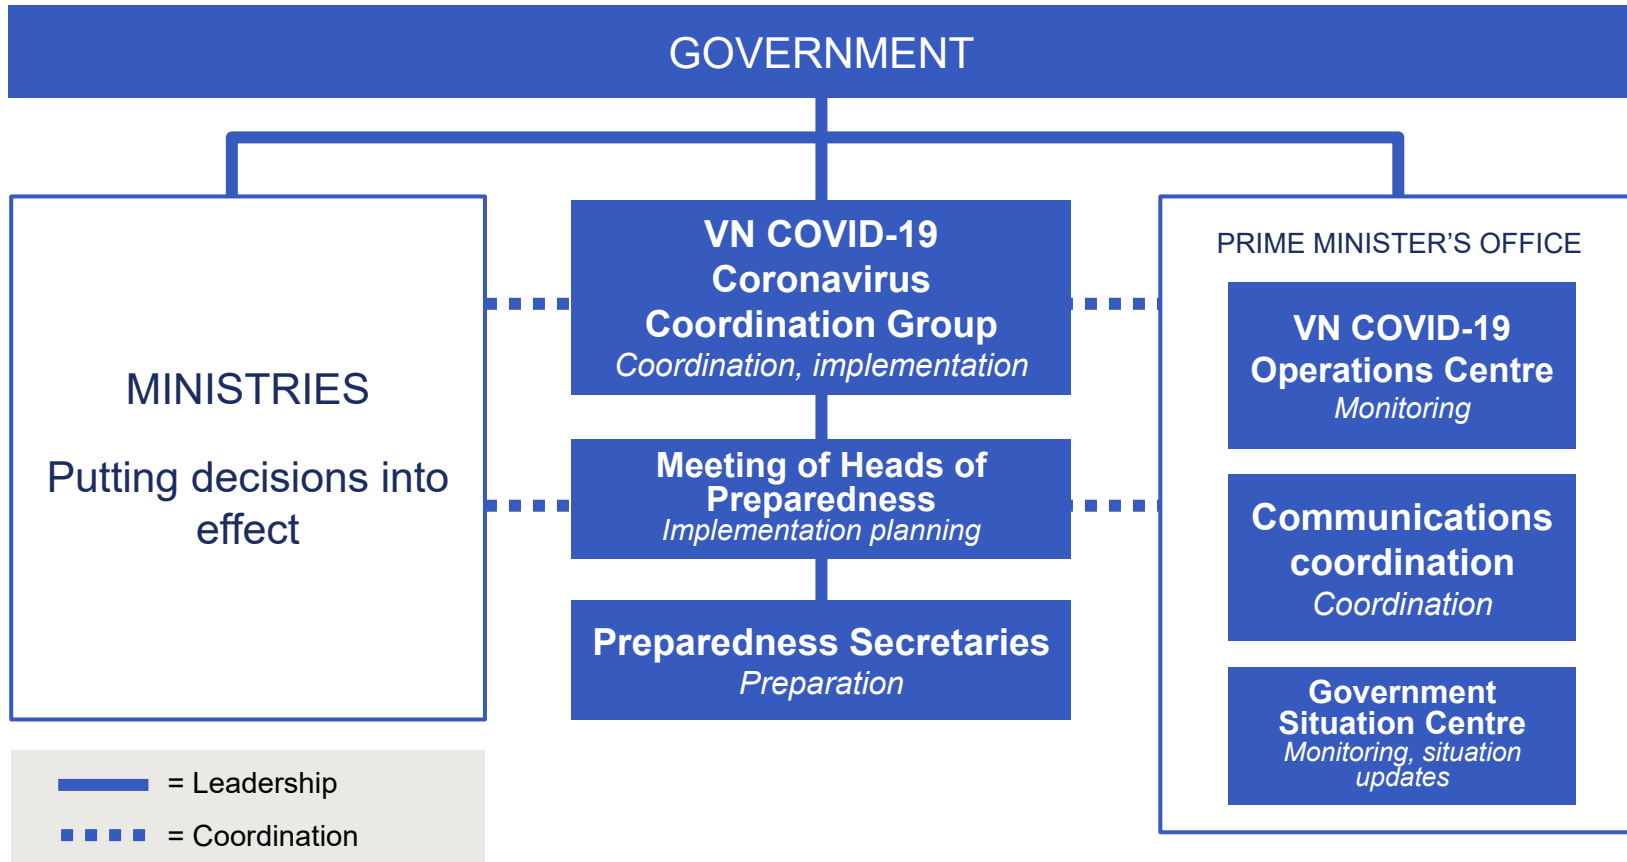 GOVERNMENT
MINISTRIES
Putting decisions into
effect
VN COVID-19
Coronavirus
Coordination Group
Coordination, implementation
Meeting of Heads of
Preparedness
Implementation planning
Preparedness Secretaries
Preparation
PRIME MINISTER’S OFFICE
VN COVID-19
Operations Centre
Monitoring
Communications
coordination
Coordination
Government
Situation Centre
Monitoring, situation
updates
= Leadership
= Coordination